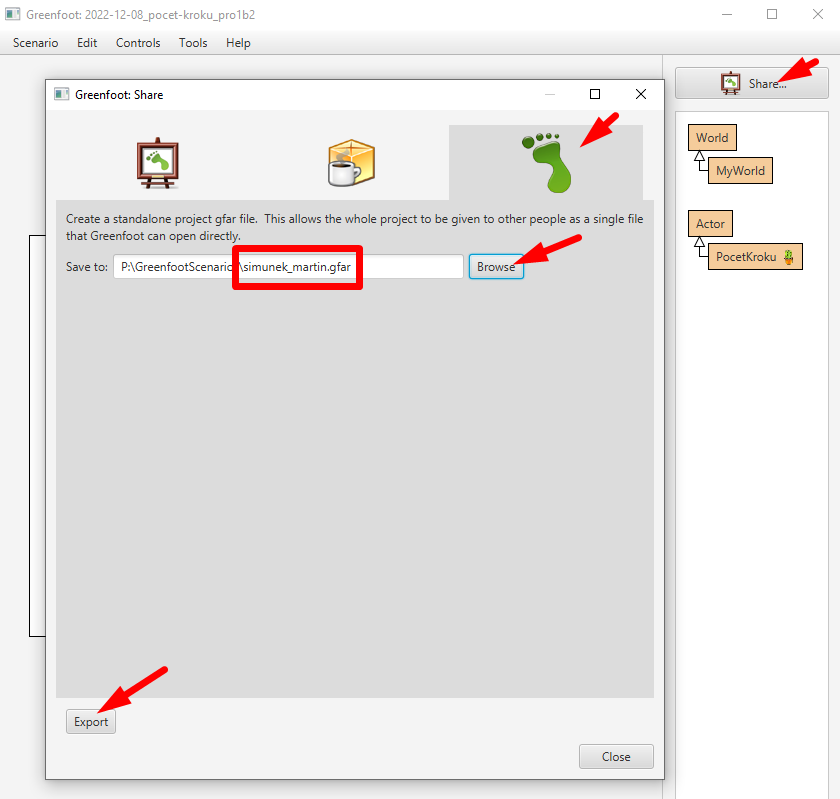 Greenfoot: 2022-12-08_pocet-kroku_pro1b2
Scenario Edit Controls Tools Help
Share...
Greenfoot: Share
World
MyWorld
Actor
PocetKroku
Create a standalone project gfar file. This allows the whole project to be given to other people as a single file
that Greenfoot can open directly.
Save to: P:\GreenfootScenario\simunek_martin.gfar Browse
Export
Close